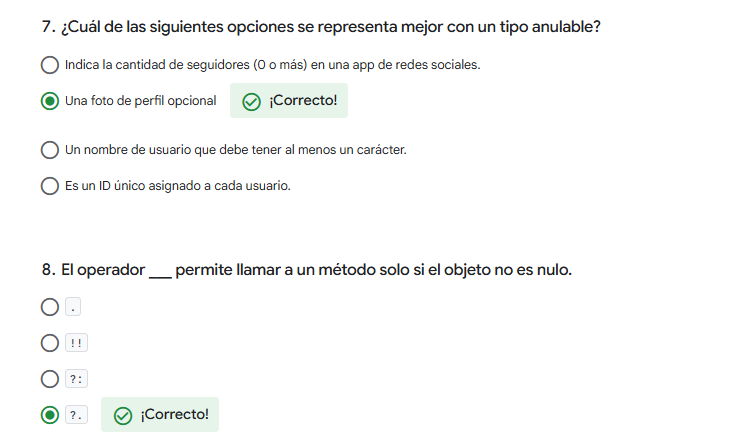 7. ¿Cuál de las siguientes opciones se representa mejor con un tipo anulable?
Indica la cantidad de seguidores (0 o más) en una app de redes sociales.
Una foto de perfil opcional ¡Correcto!
Un nombre de usuario que debe tener al menos un carácter.
Es un ID único asignado a cada usuario.
8. El operador ___ permite llamar a un método solo si el objeto no es nulo.
.
!!
?:
?. ¡Correcto!